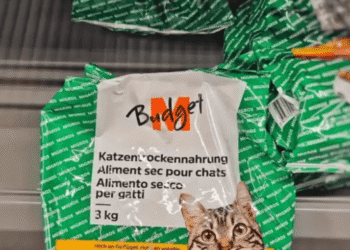 M
Budget
Katzentrockennahrung
Aliment sec pour chats
Alimento secco
per gatti
3 kg